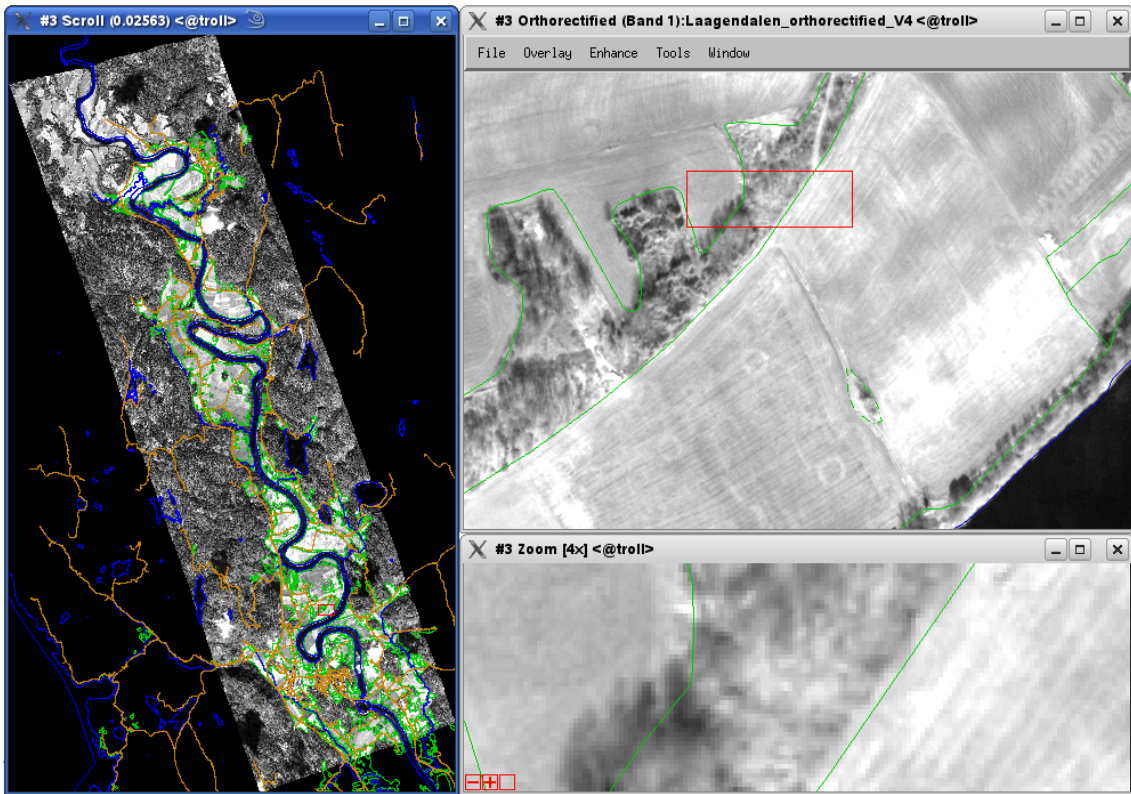 #3 Scroll (0.02563) <@troll>
#3 Orthorectified (Band 1):Laagendalen_orthorectified_V4 <@troll>
File Overlay Enhance Tools Window
#3 Zoom [4x] <@troll>